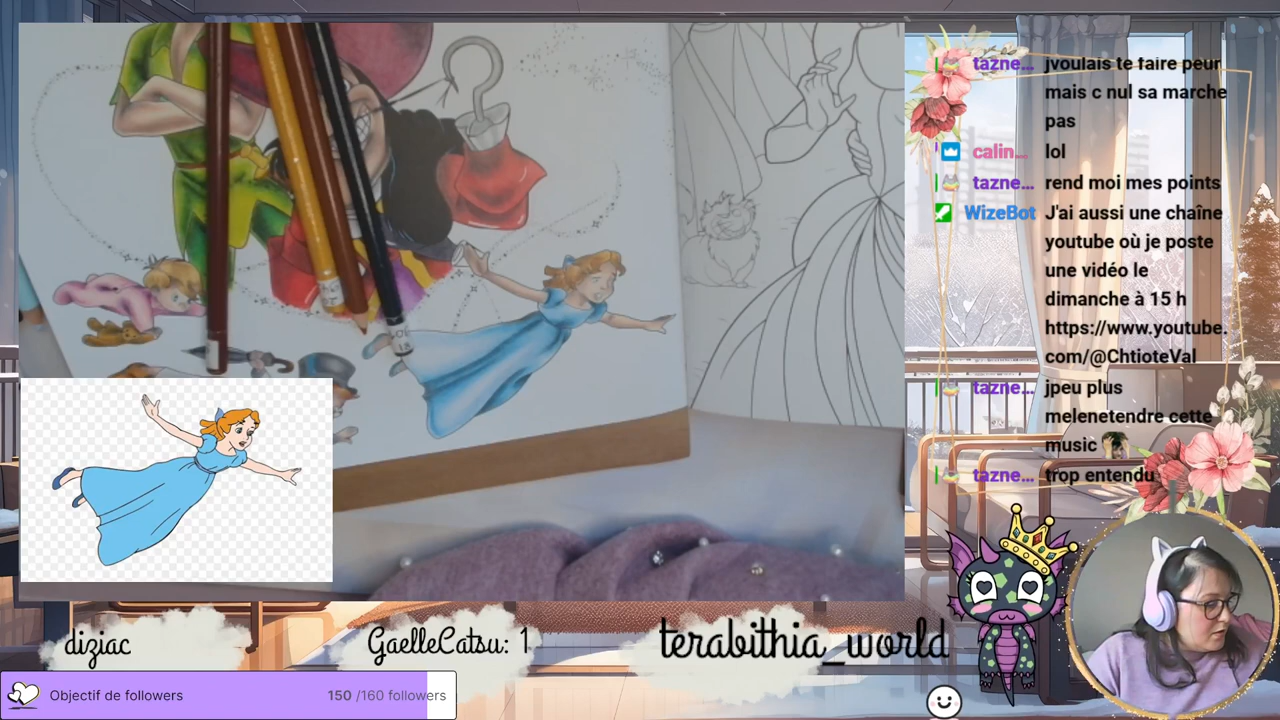 tazne... jvoulais te faire peur
mais c nul sa marche
pas
calin... lol
tazne... rend moi mes points
WizeBot J'ai aussi une chaîne
youtube où je poste
une vidéo le
dimanche à 15 h
https://www.youtube.
com/@ChtioteVal
tazne... jpeu plus
melenetendre cette
music
tazne... trop entendu
diziac
GaelleCatsu: 1
terabithia_world
Objectif de followers 150 /160 followers